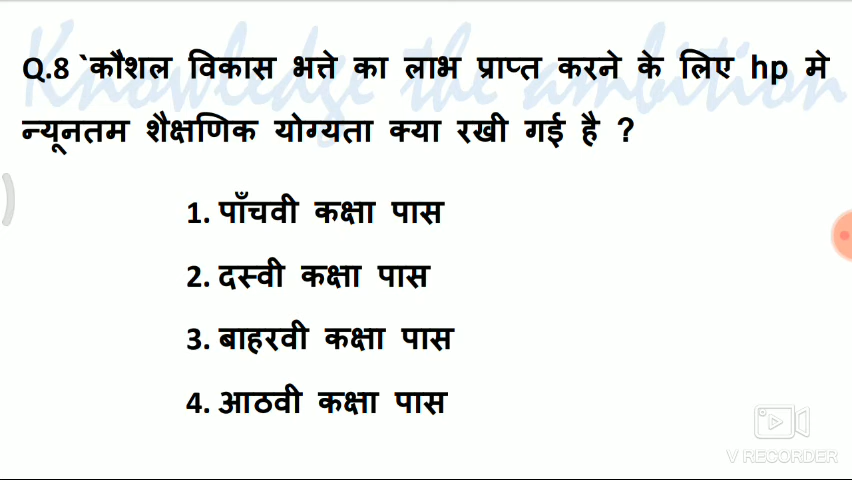 Knowledge the ambition
Q.8 `कौशल विकास भत्ते का लाभ प्राप्त करने के लिए hp मे
न्यूनतम शैक्षणिक योग्यता क्या रखी गई है ?
1. पाँचवी कक्षा पास
2. दस्वी कक्षा पास
3. बाहरवी कक्षा पास
4. आठवी कक्षा पास
V RECORDER